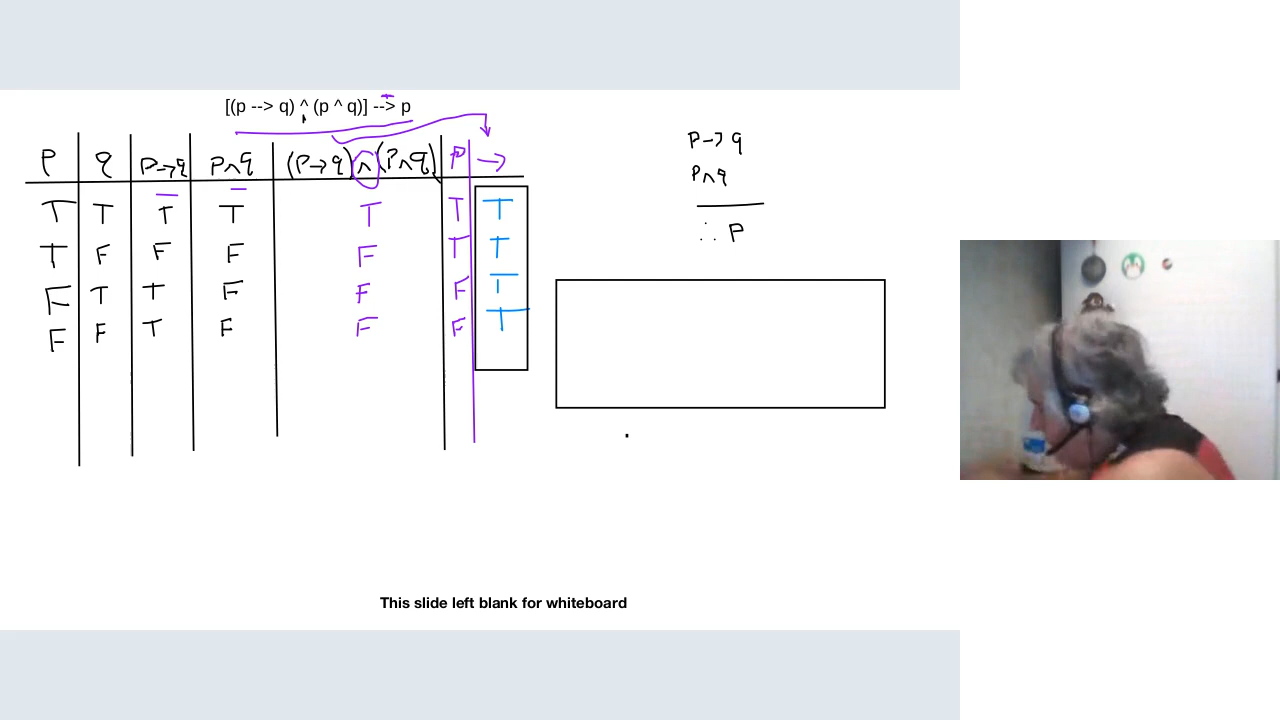 [(p --> q) ^ (p ^ q)] --> p
P q P→q P∧q (P→q)∧(P∧q) P →
T T T T T T T
T F F F F T T
F T T F F F T
F F T F F F T
P→q
P∧q
∴ P
This slide left blank for whiteboard